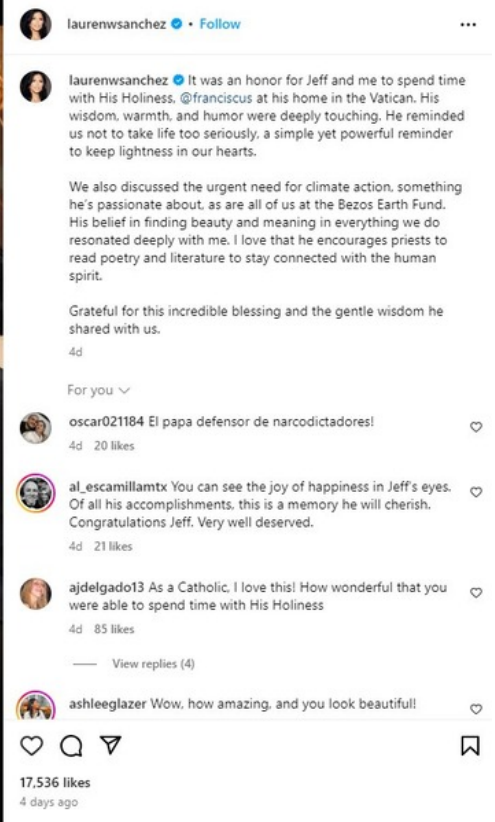 laurenwsanchez • Follow
laurenwsanchez It was an honor for Jeff and me to spend time
with His Holiness, @franciscus at his home in the Vatican. His
wisdom, warmth, and humor were deeply touching. He reminded
us not to take life too seriously, a simple yet powerful reminder
to keep lightness in our hearts.
We also discussed the urgent need for climate action, something
he's passionate about, as are all of us at the Bezos Earth Fund.
His belief in finding beauty and meaning in everything we do
resonated deeply with me. I love that he encourages priests to
read poetry and literature to stay connected with the human
spirit.
Grateful for this incredible blessing and the gentle wisdom he
shared with us.
4d
For you
oscar021184 El papa defensor de narcodictadores!
4d 20 likes
al_escamillamtx You can see the joy of happiness in Jeff's eyes.
Of all his accomplishments, this is a memory he will cherish.
Congratulations Jeff. Very well deserved.
4d 21 likes
ajdelgado13 As a Catholic, I love this! How wonderful that you
were able to spend time with His Holiness
4d 85 likes
View replies (4)
ashleeglazer Wow, how amazing, and you look beautiful!
17,536 likes
4 days ago